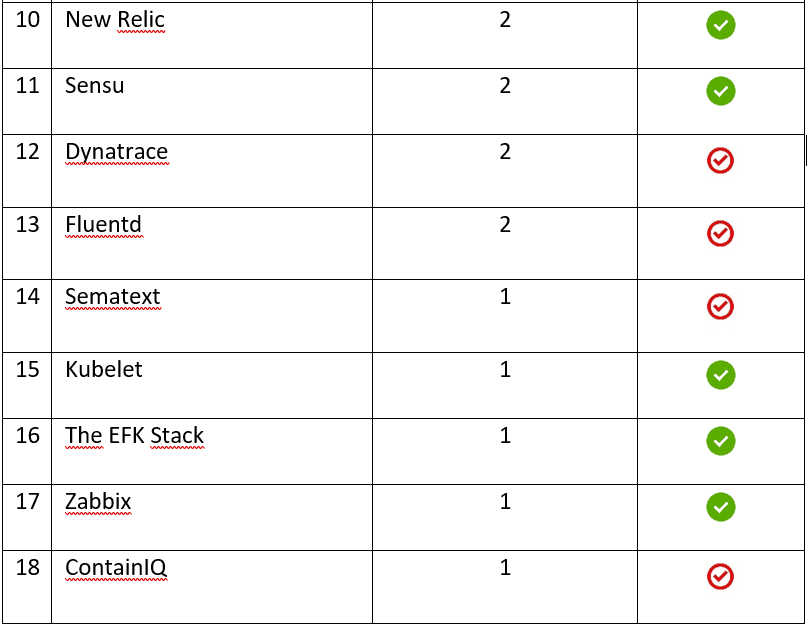 10 New Relic 2
11 Sensu 2
12 Dynatrace 2
13 Fluentd 2
14 Sematext 1
15 Kubelet 1
16 The EFK Stack 1
17 Zabbix 1
18 ContainIQ 1